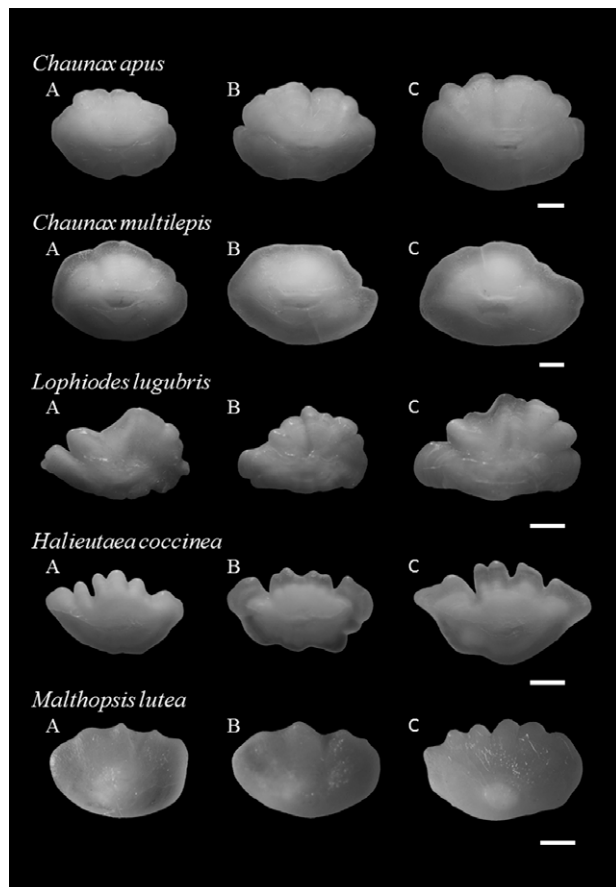 Chaunax apus
A B C
Chaunax multilepis
A B C
Lophiodes lugubris
A B C
Halieutaea coccinea
A B C
Malthopsis lutea
A B C